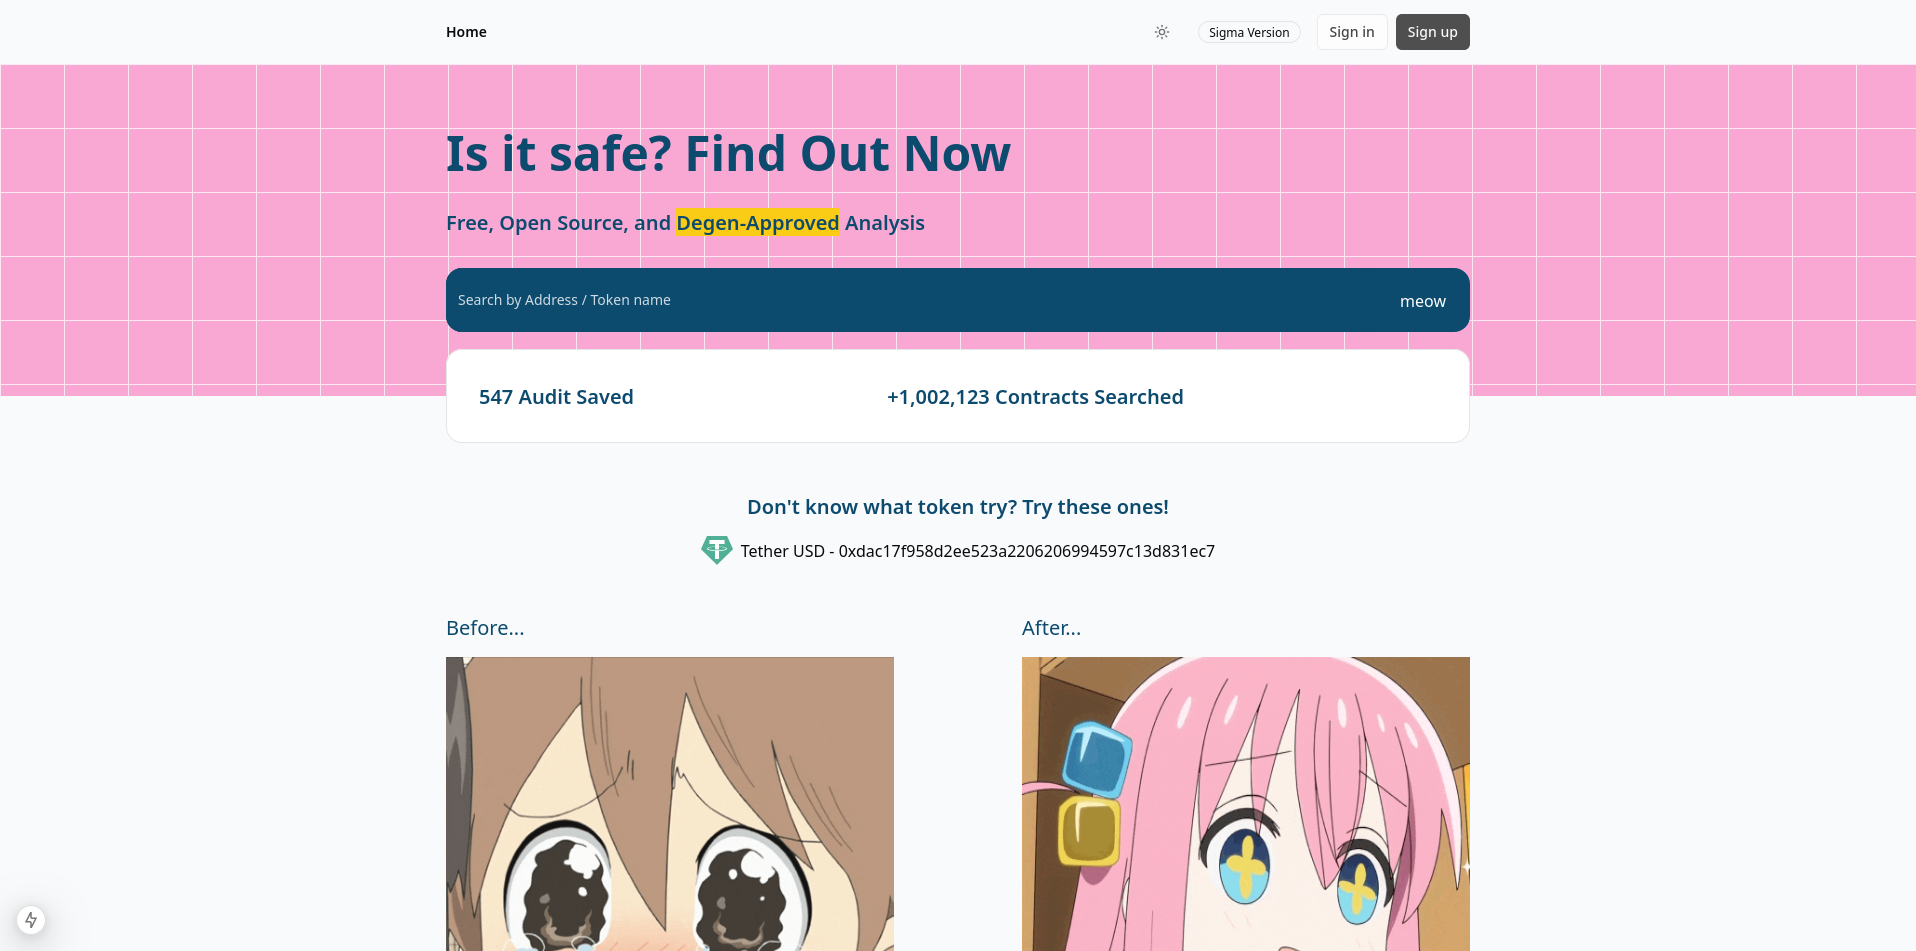 Home
Sigma Version
Sign in
Sign up
Is it safe? Find Out Now
Free, Open Source, and Degen-Approved Analysis
Search by Address / Token name
meow
547 Audit Saved
+1,002,123 Contracts Searched
Don't know what token try? Try these ones!
Tether USD - 0xdac17f958d2ee523a2206206994597c13d831ec7
Before...
After...